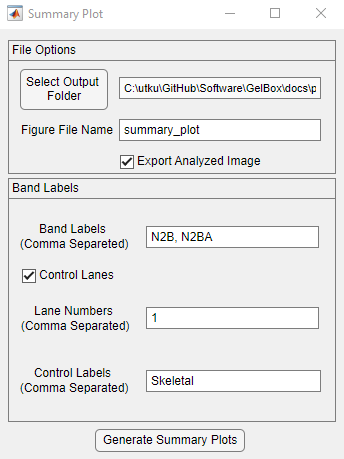 Summary Plot
File Options
Select Output
Folder
C:\utku\GitHub\Software\GelBox\docs\p
Figure File Name
summary_plot
Export Analyzed Image
Band Labels
Band Labels
(Comma Separeted)
N2B, N2BA
Control Lanes
Lane Numbers
(Comma Separated)
1
Control Labels
(Comma Separated)
Skeletal
Generate Summary Plots